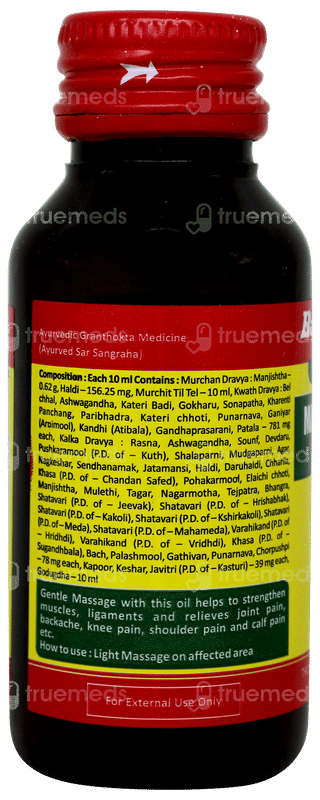 Ayurvedic Granthokta Medicine
(Ayurved Sar Sangraha)
Composition : Each 10 ml Contains : Murchan Dravya : Manjishtha -
0.62 g, Haldi – 156.25 mg, Murchit Til Tel – 10 ml, Kwath Dravya : Bel
chhal, Ashwagandha, Kateri Badi, Gokharu, Sonapatha, Kharenti
Panchang, Paribhadra, Kateri chhoti, Punarnava, Ganiyar
(Arnimool), Kandhi (Atibala), Gandhaprasarani, Patala – 781 mg
each, Kalka Dravya : Rasna, Ashwagandha, Sounf, Devdaru,
Pushkaramool (P.D. of – Kuth), Shalaparni, Mudgaparni,
Nagkeshar, Sendhanamak, Jatamansi, Haldi, Daruhaldi,
Khasa (P.D. of – Chandan Safed), Pohakarmool, Elaichi chhoti,
Manjishtha, Mulethi, Tagar, Nagarmotha, Tejpatra, Bhangra,
Shatavari (P.D. of – Jeevak), Shatavari (P.D. of – Hrishabhak),
Shatavari (P.D. of – Kakoli), Shatavari (P.D. of –Kshirkakoli), Shatavari
(P.D. of –Meda), Shatavari (P.D. of –Mahameda), Varahikand (P.D. of
– Hridhdi), Varahikand (P.D. of – Vridhdi), Khasa (P.D. of –
Sugandhbala), Bach, Palashmool, Gathivan, Punarnava, Chorpushpi
– 78 mg each, Kapoor, Keshar, Javitri (P.D. of – Kasturi) – 39 mg each,
Godugdha – 10 ml
Gentle Massage with this oil helps to strengthen
muscles, ligaments and relieves joint pain,
backache, knee pain, shoulder pain and calf pain
etc.
How to use : Light Massage on affected area
For External Use Only
truemeds